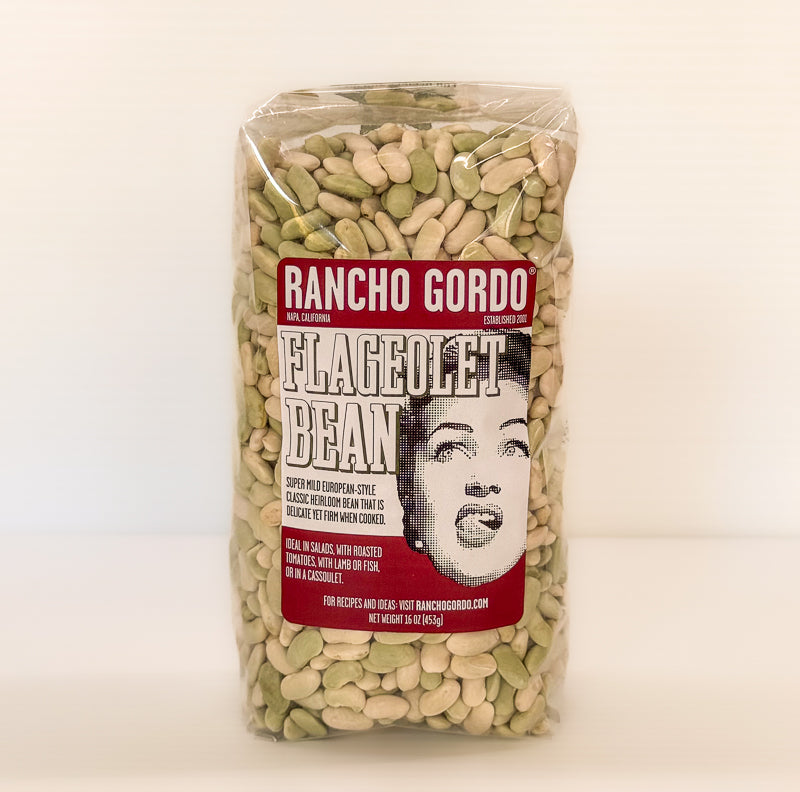 RANCHO GORDO®
NAPA, CALIFORNIA ESTABLISHED 2001
FLAGEOLET
BEAN
SUPER MILD EUROPEAN-STYLE
CLASSIC HEIRLOOM BEAN THAT IS
DELICATE YET FIRM WHEN COOKED.
IDEAL IN SALADS, WITH ROASTED
TOMATOES, WITH LAMB OR FISH,
OR IN A CASSOULET.
FOR RECIPES AND IDEAS: VISIT RANCHOGORDO.COM
NET WEIGHT 16 OZ (453g)